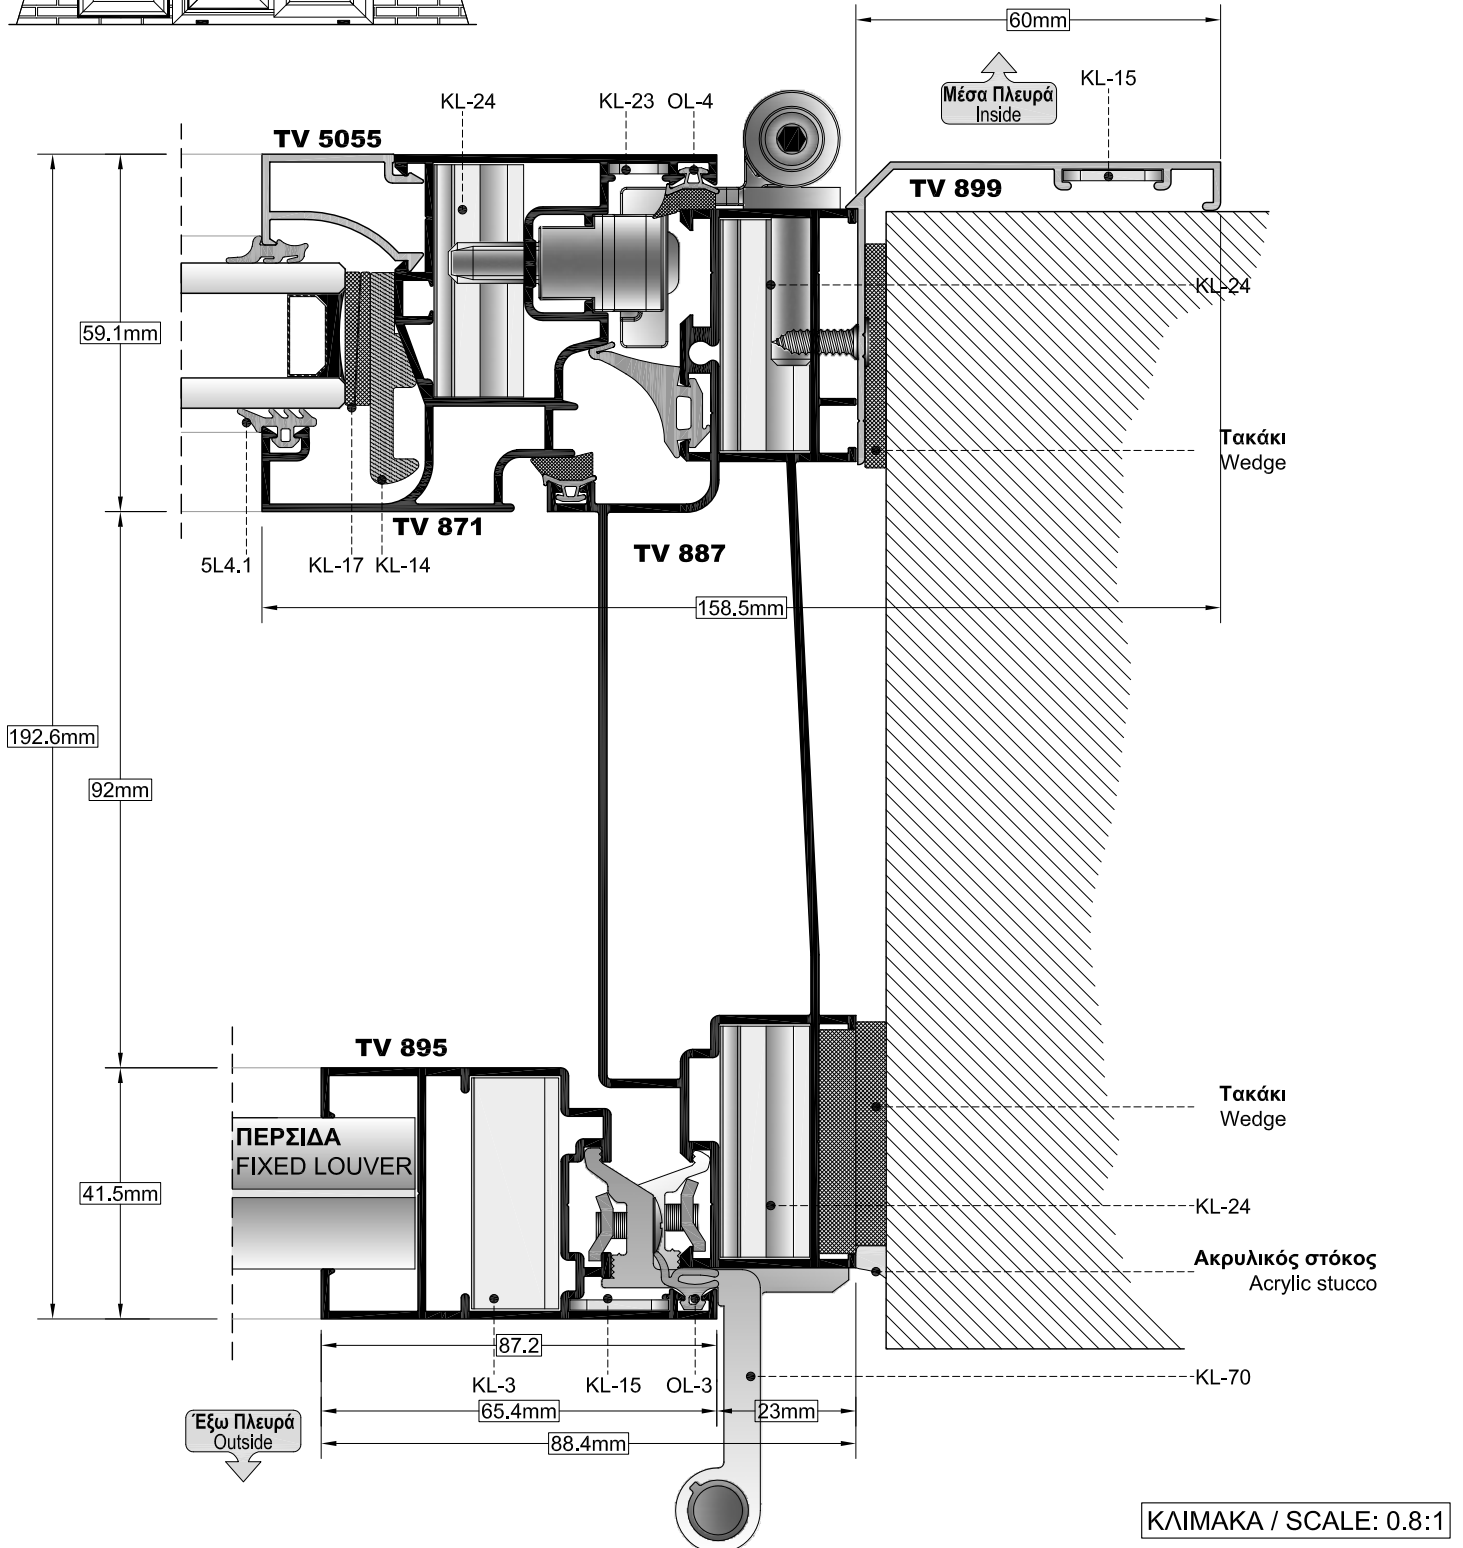 60mm
Μέσα Πλευρά
Inside
KL-15
KL-24
KL-23
OL-4
TV 5055
TV 899
KL-24
59.1mm
Τακάκι
Wedge
TV 871
TV 887
5L4.1
KL-17
KL-14
158.5mm
192.6mm
92mm
TV 895
Τακάκι
Wedge
ΠΕΡΣΙΔΑ
FIXED LOUVER
41.5mm
KL-24
Ακρυλικός στόκος
Acrylic stucco
87.2
KL-3
KL-15
OL-3
KL-70
65.4mm
23mm
Έξω Πλευρά
Outside
88.4mm
ΚΛΙΜΑΚΑ / SCALE: 0.8:1